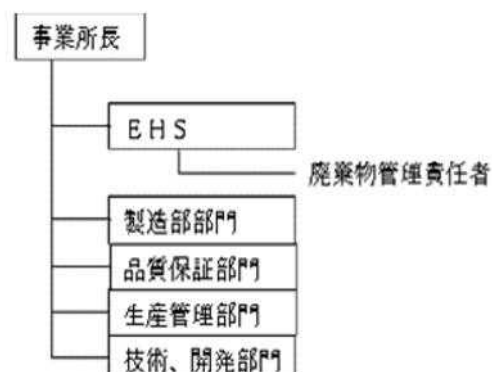 事業所長
ＥＨＳ
廃棄物管理責任者
製造部部門
品質保証部門
生産管理部門
技術、開発部門